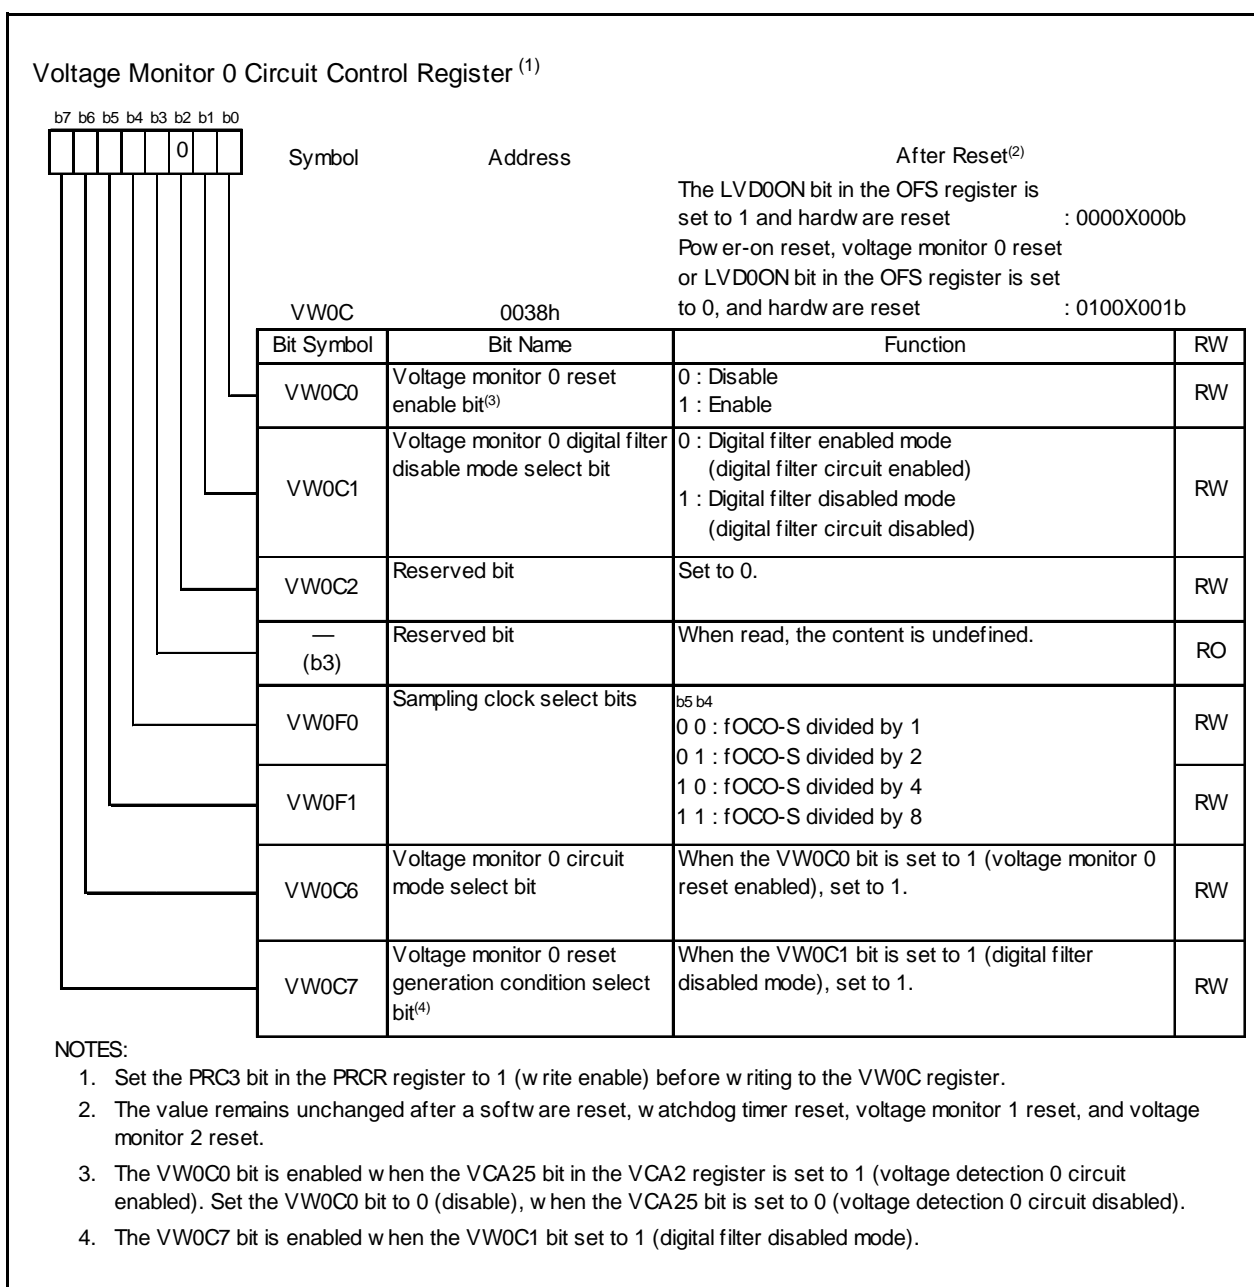 Voltage Monitor 0 Circuit Control Register (1)
b7 b6 b5 b4 b3 b2 b1 b0
0
Symbol Address After Reset(2)
The LVD0ON bit in the OFS register is
set to 1 and hardware reset : 0000X000b
Power-on reset, voltage monitor 0 reset
or LVD0ON bit in the OFS register is set
VW0C 0038h to 0, and hardware reset : 0100X001b
Bit Symbol Bit Name Function RW
VW0C0 Voltage monitor 0 reset
enable bit(3)
0 : Disable
1 : Enable
RW
VW0C1
Voltage monitor 0 digital filter
disable mode select bit
0 : Digital filter enabled mode
(digital filter circuit enabled)
1 : Digital filter disabled mode
(digital filter circuit disabled)
RW
VW0C2
Reserved bit
Set to 0.
RW
—
(b3)
Reserved bit
When read, the content is undefined.
RO
VW0F0
Sampling clock select bits
b5 b4
0 0 : fOCO-S divided by 1
0 1 : fOCO-S divided by 2
RW
VW0F1
1 0 : fOCO-S divided by 4
1 1 : fOCO-S divided by 8
RW
VW0C6
Voltage monitor 0 circuit
mode select bit
When the VW0C0 bit is set to 1 (voltage monitor 0
reset enabled), set to 1.
RW
VW0C7
Voltage monitor 0 reset
generation condition select
bit(4)
When the VW0C1 bit is set to 1 (digital filter
disabled mode), set to 1.
RW
NOTES:
1. Set the PRC3 bit in the PRCR register to 1 (write enable) before writing to the VW0C register.
2. The value remains unchanged after a software reset, watchdog timer reset, voltage monitor 1 reset, and voltage
monitor 2 reset.
3. The VW0C0 bit is enabled when the VCA25 bit in the VCA2 register is set to 1 (voltage detection 0 circuit
enabled). Set the VW0C0 bit to 0 (disable), when the VCA25 bit is set to 0 (voltage detection 0 circuit disabled).
4. The VW0C7 bit is enabled when the VW0C1 bit set to 1 (digital filter disabled mode).